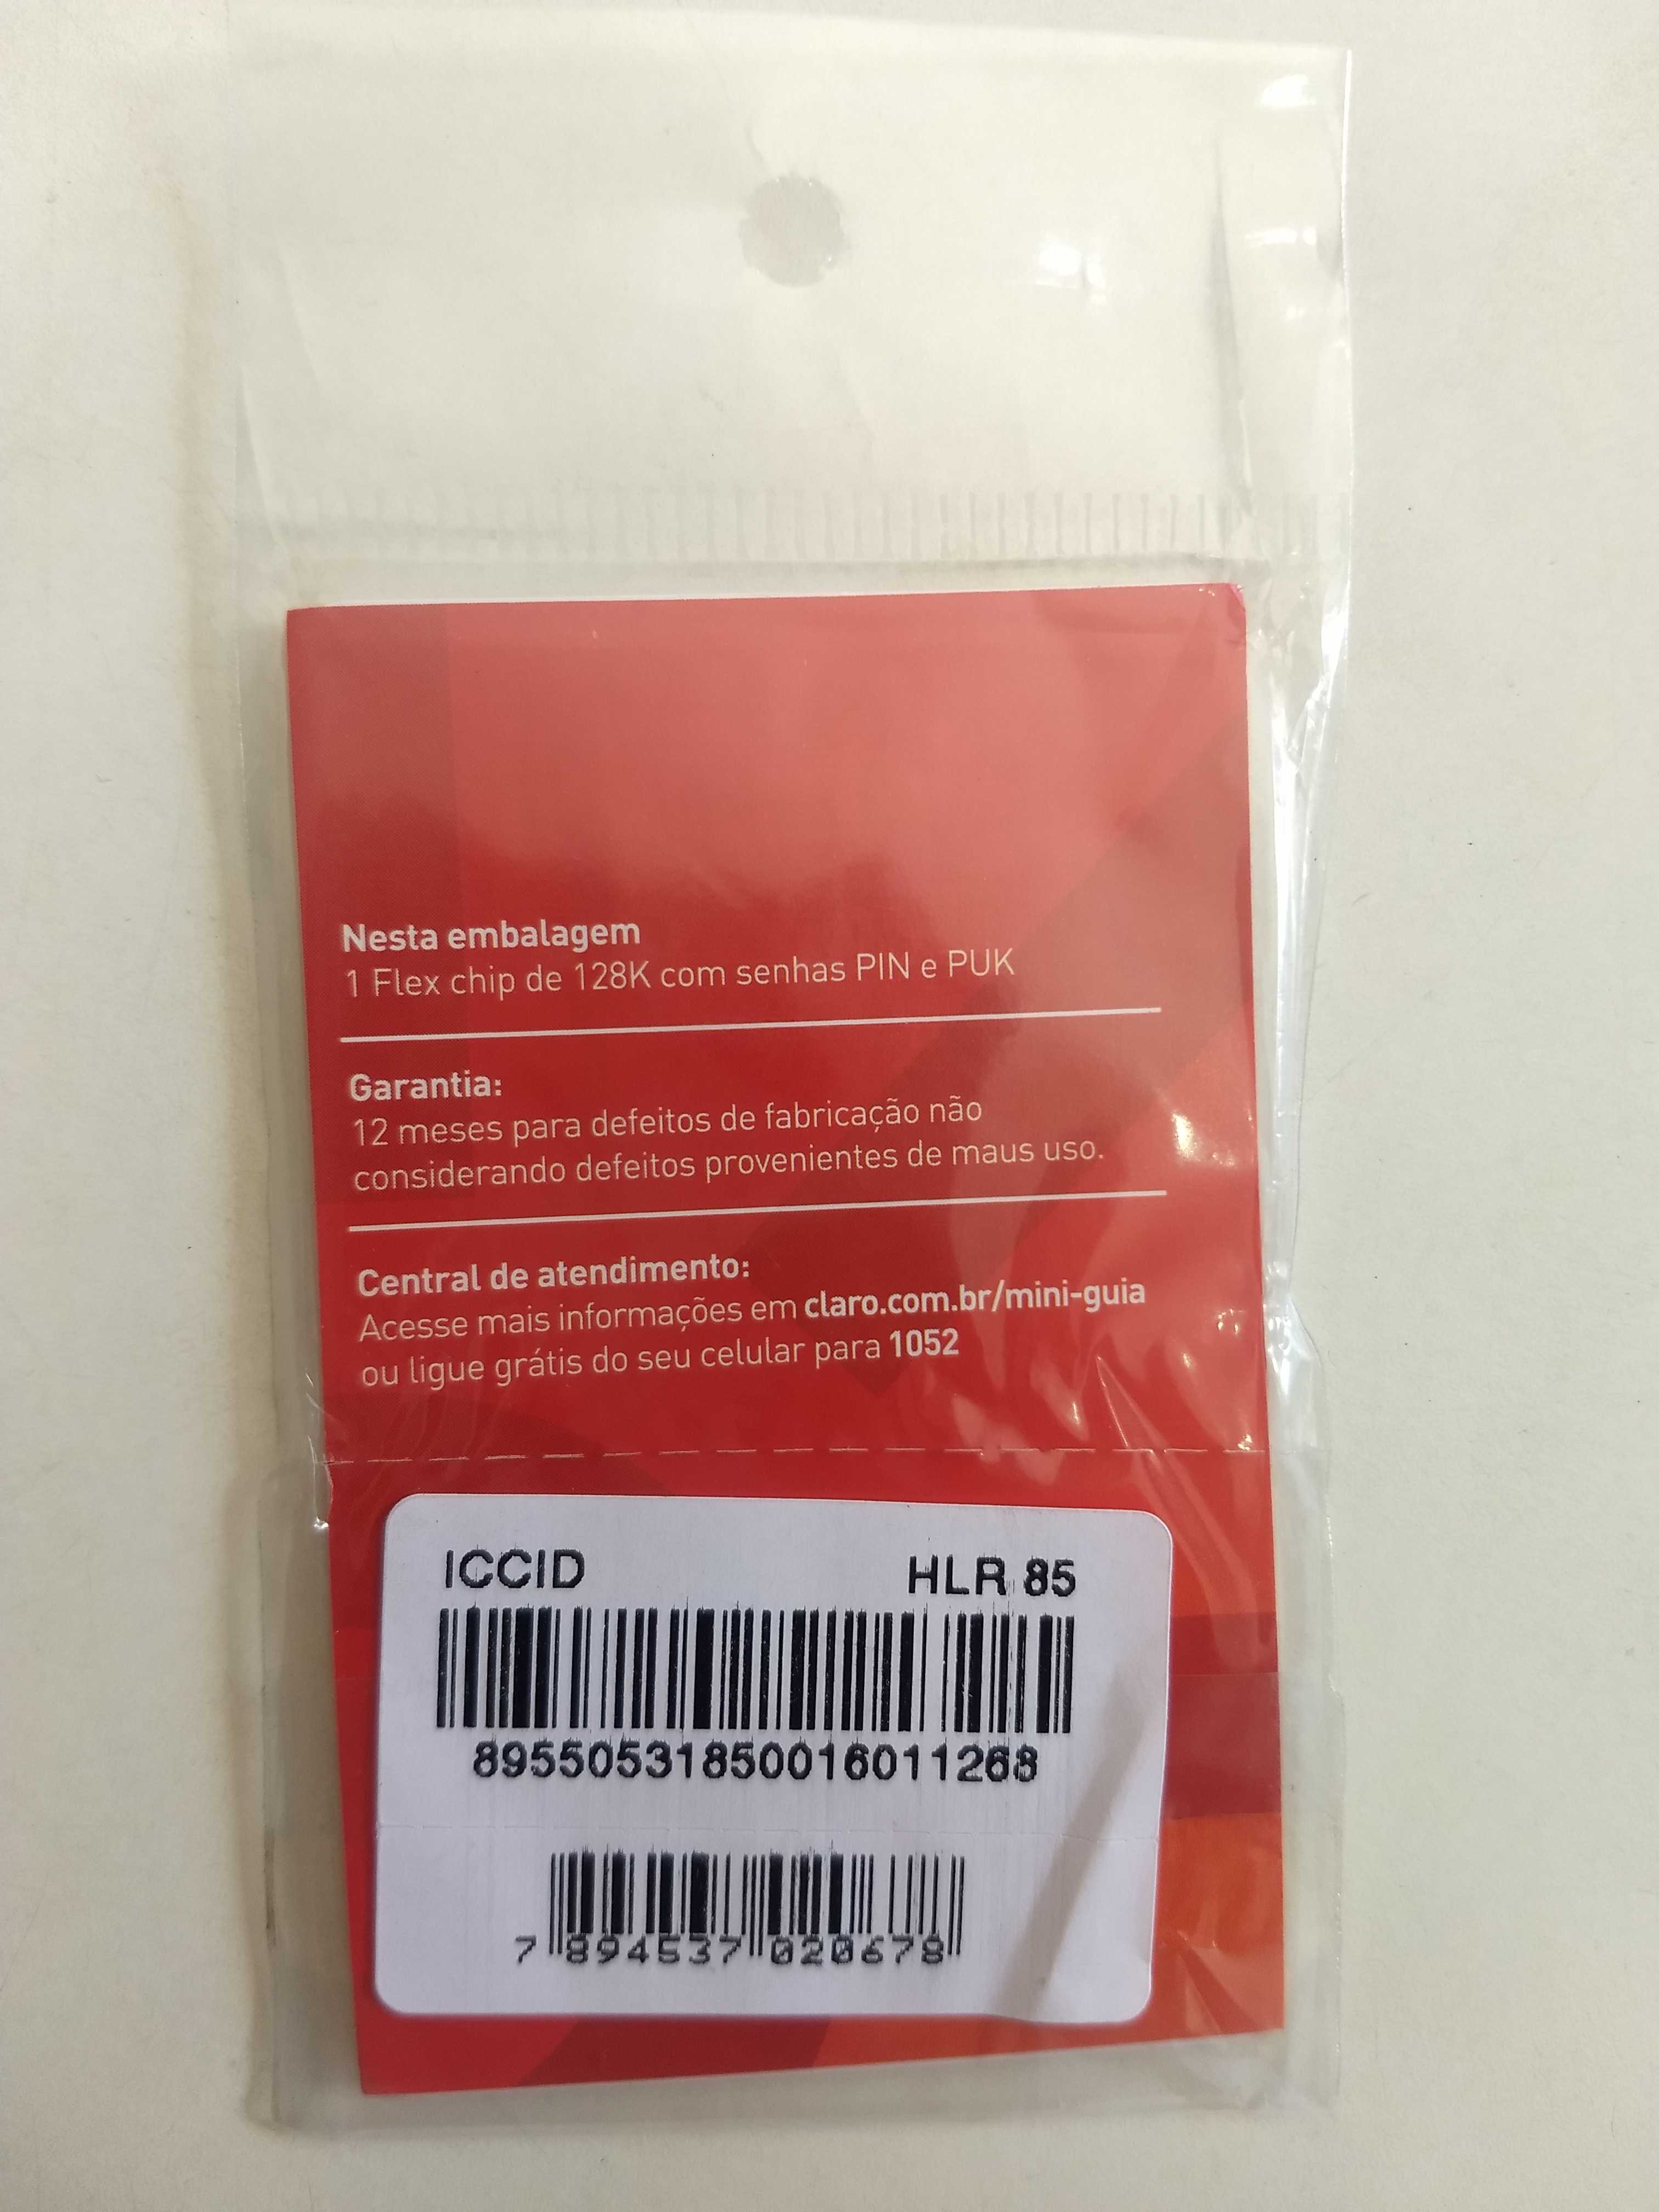 Nesta embalagem
1 Flex chip de 128K com senhas PIN e PUK
Garantia:
12 meses para defeitos de fabricação não
considerando defeitos provenientes de maus uso.
Central de atendimento:
Acesse mais informações em claro.com.br/mini-guia
ou ligue grátis do seu celular para 1052
ICCID HLR 85
89550531850016011268
7 894537 020678